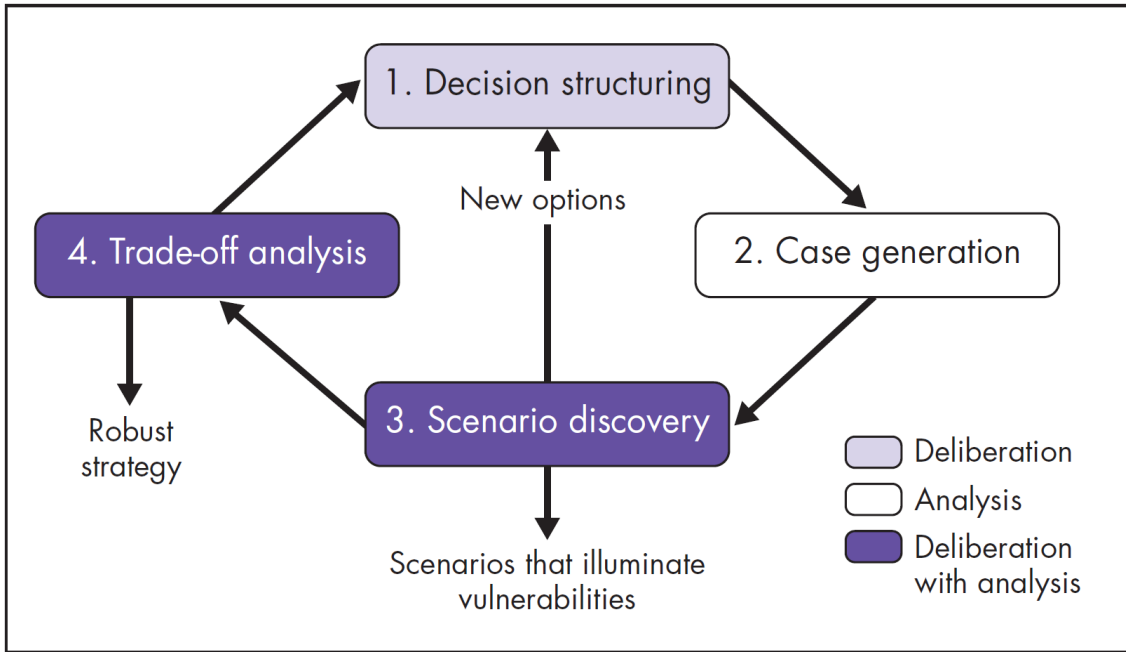 1. Decision structuring
New options
4. Trade-off analysis
2. Case generation
3. Scenario discovery
Robust
strategy
Scenarios that illuminate
vulnerabilities
Deliberation
Analysis
Deliberation
with analysis